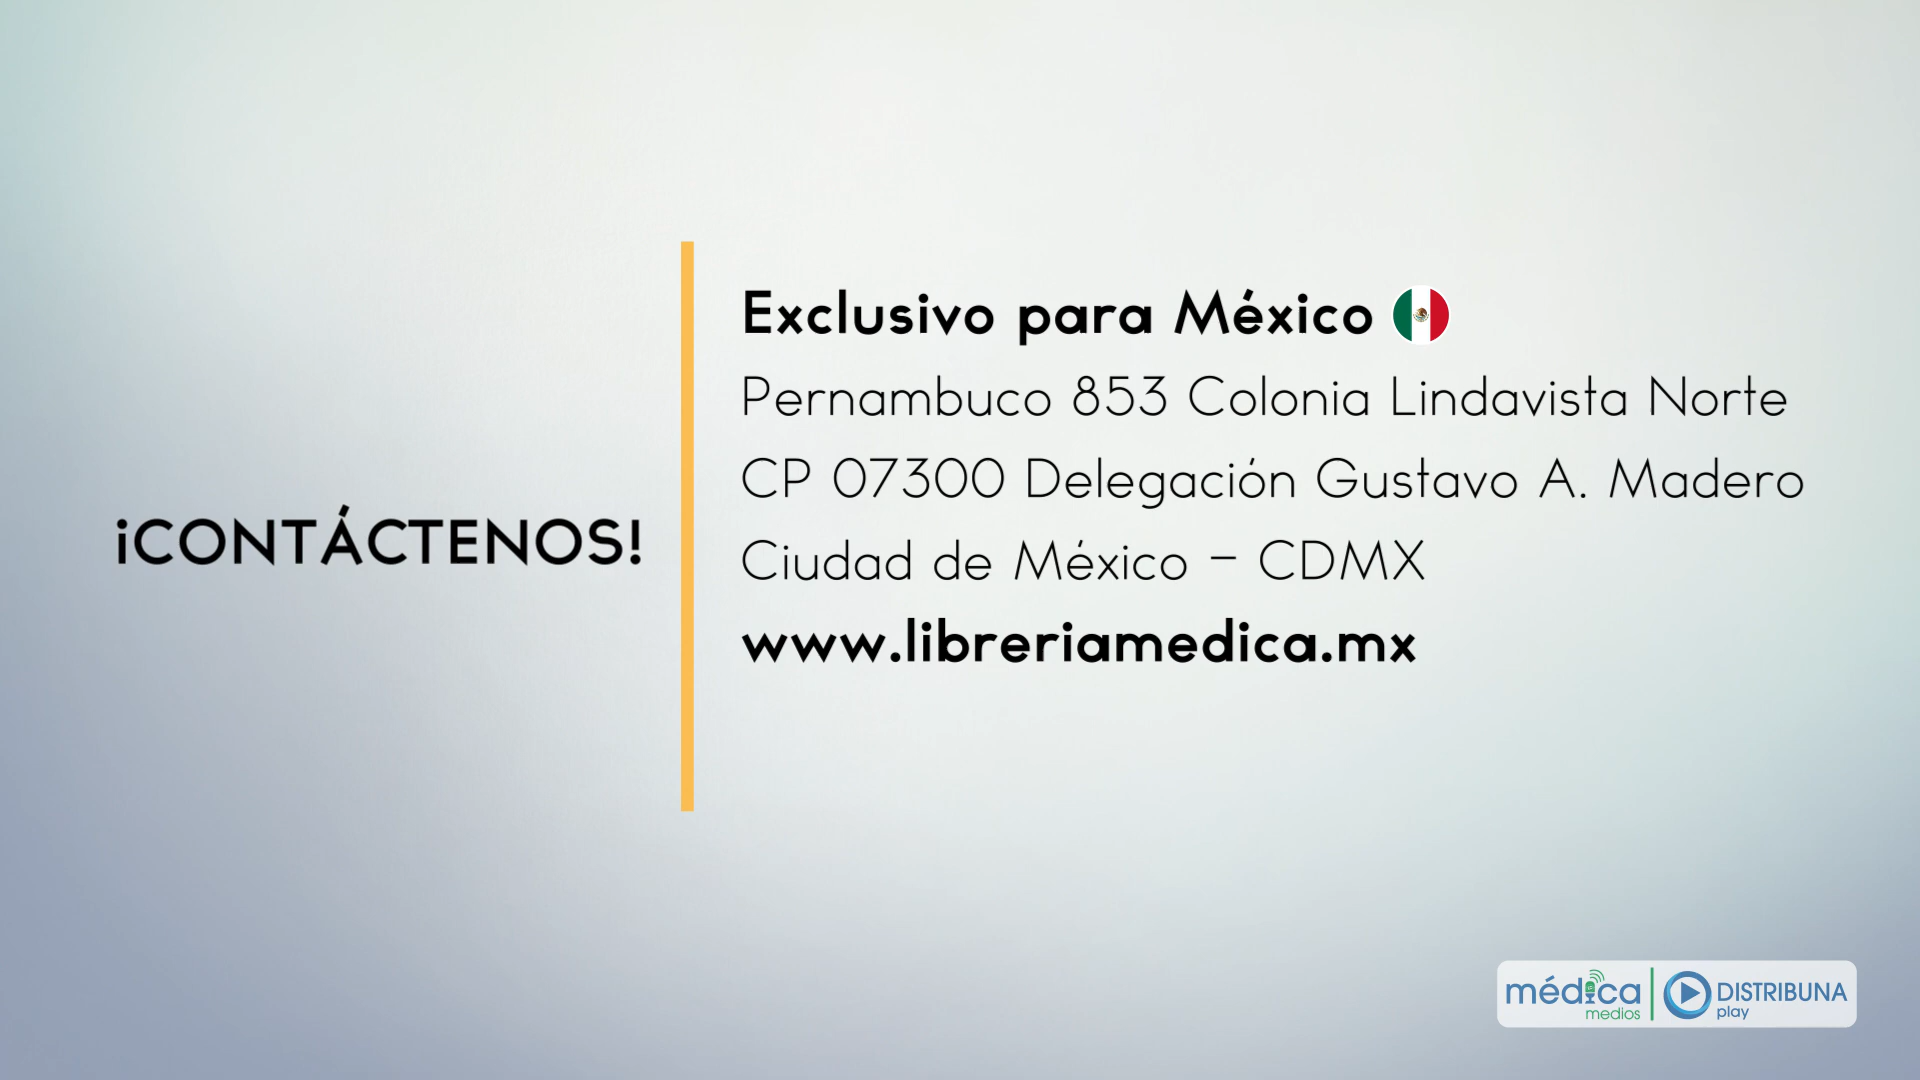 ¡CONTÁCTENOS!
Exclusivo para México
Pernambuco 853 Colonia Lindavista Norte
CP 07300 Delegación Gustavo A. Madero
Ciudad de México - CDMX
www.libreriamedica.mx
médica
medios
DISTRIBUNA
play